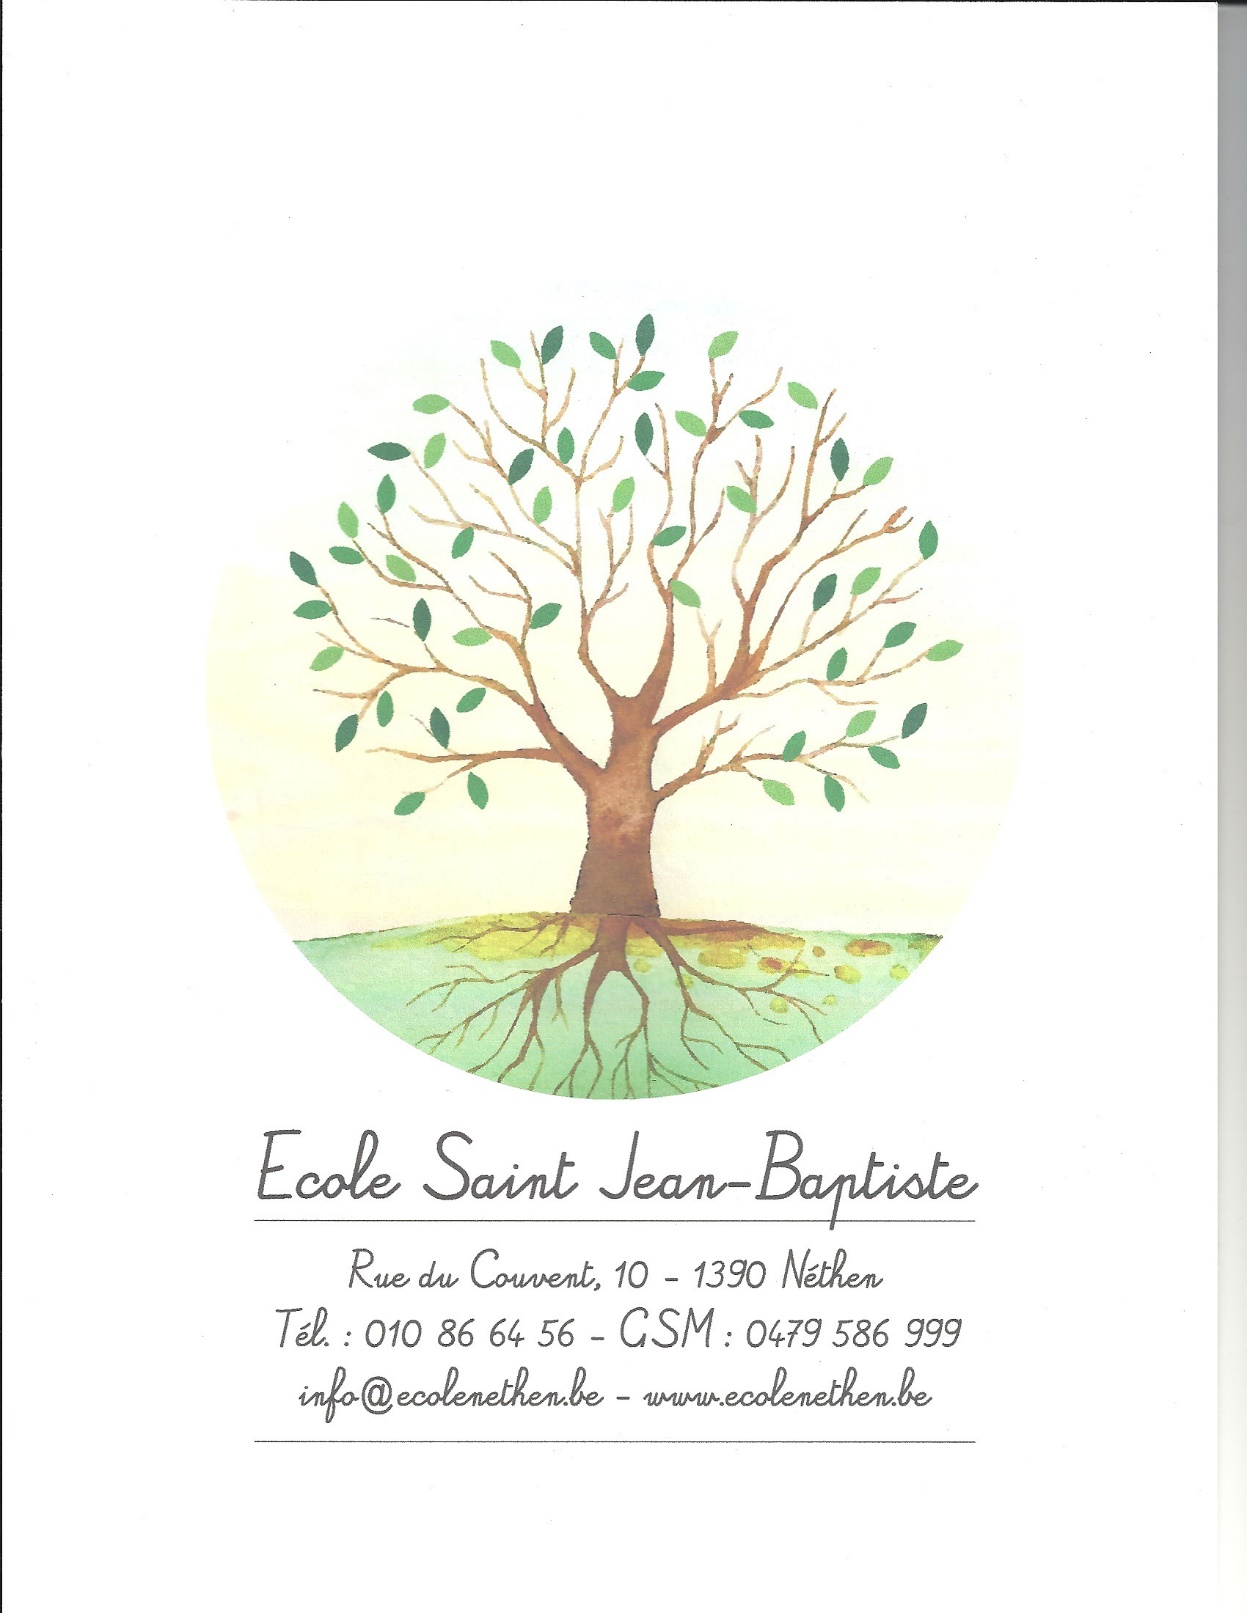 Ecole Saint Jean-Baptiste
Rue du Couvent, 10 - 1390 Néthen
Tél. : 010 86 64 56 - GSM : 0479 586 999
info@ecolenethen.be - www.ecolenethen.be